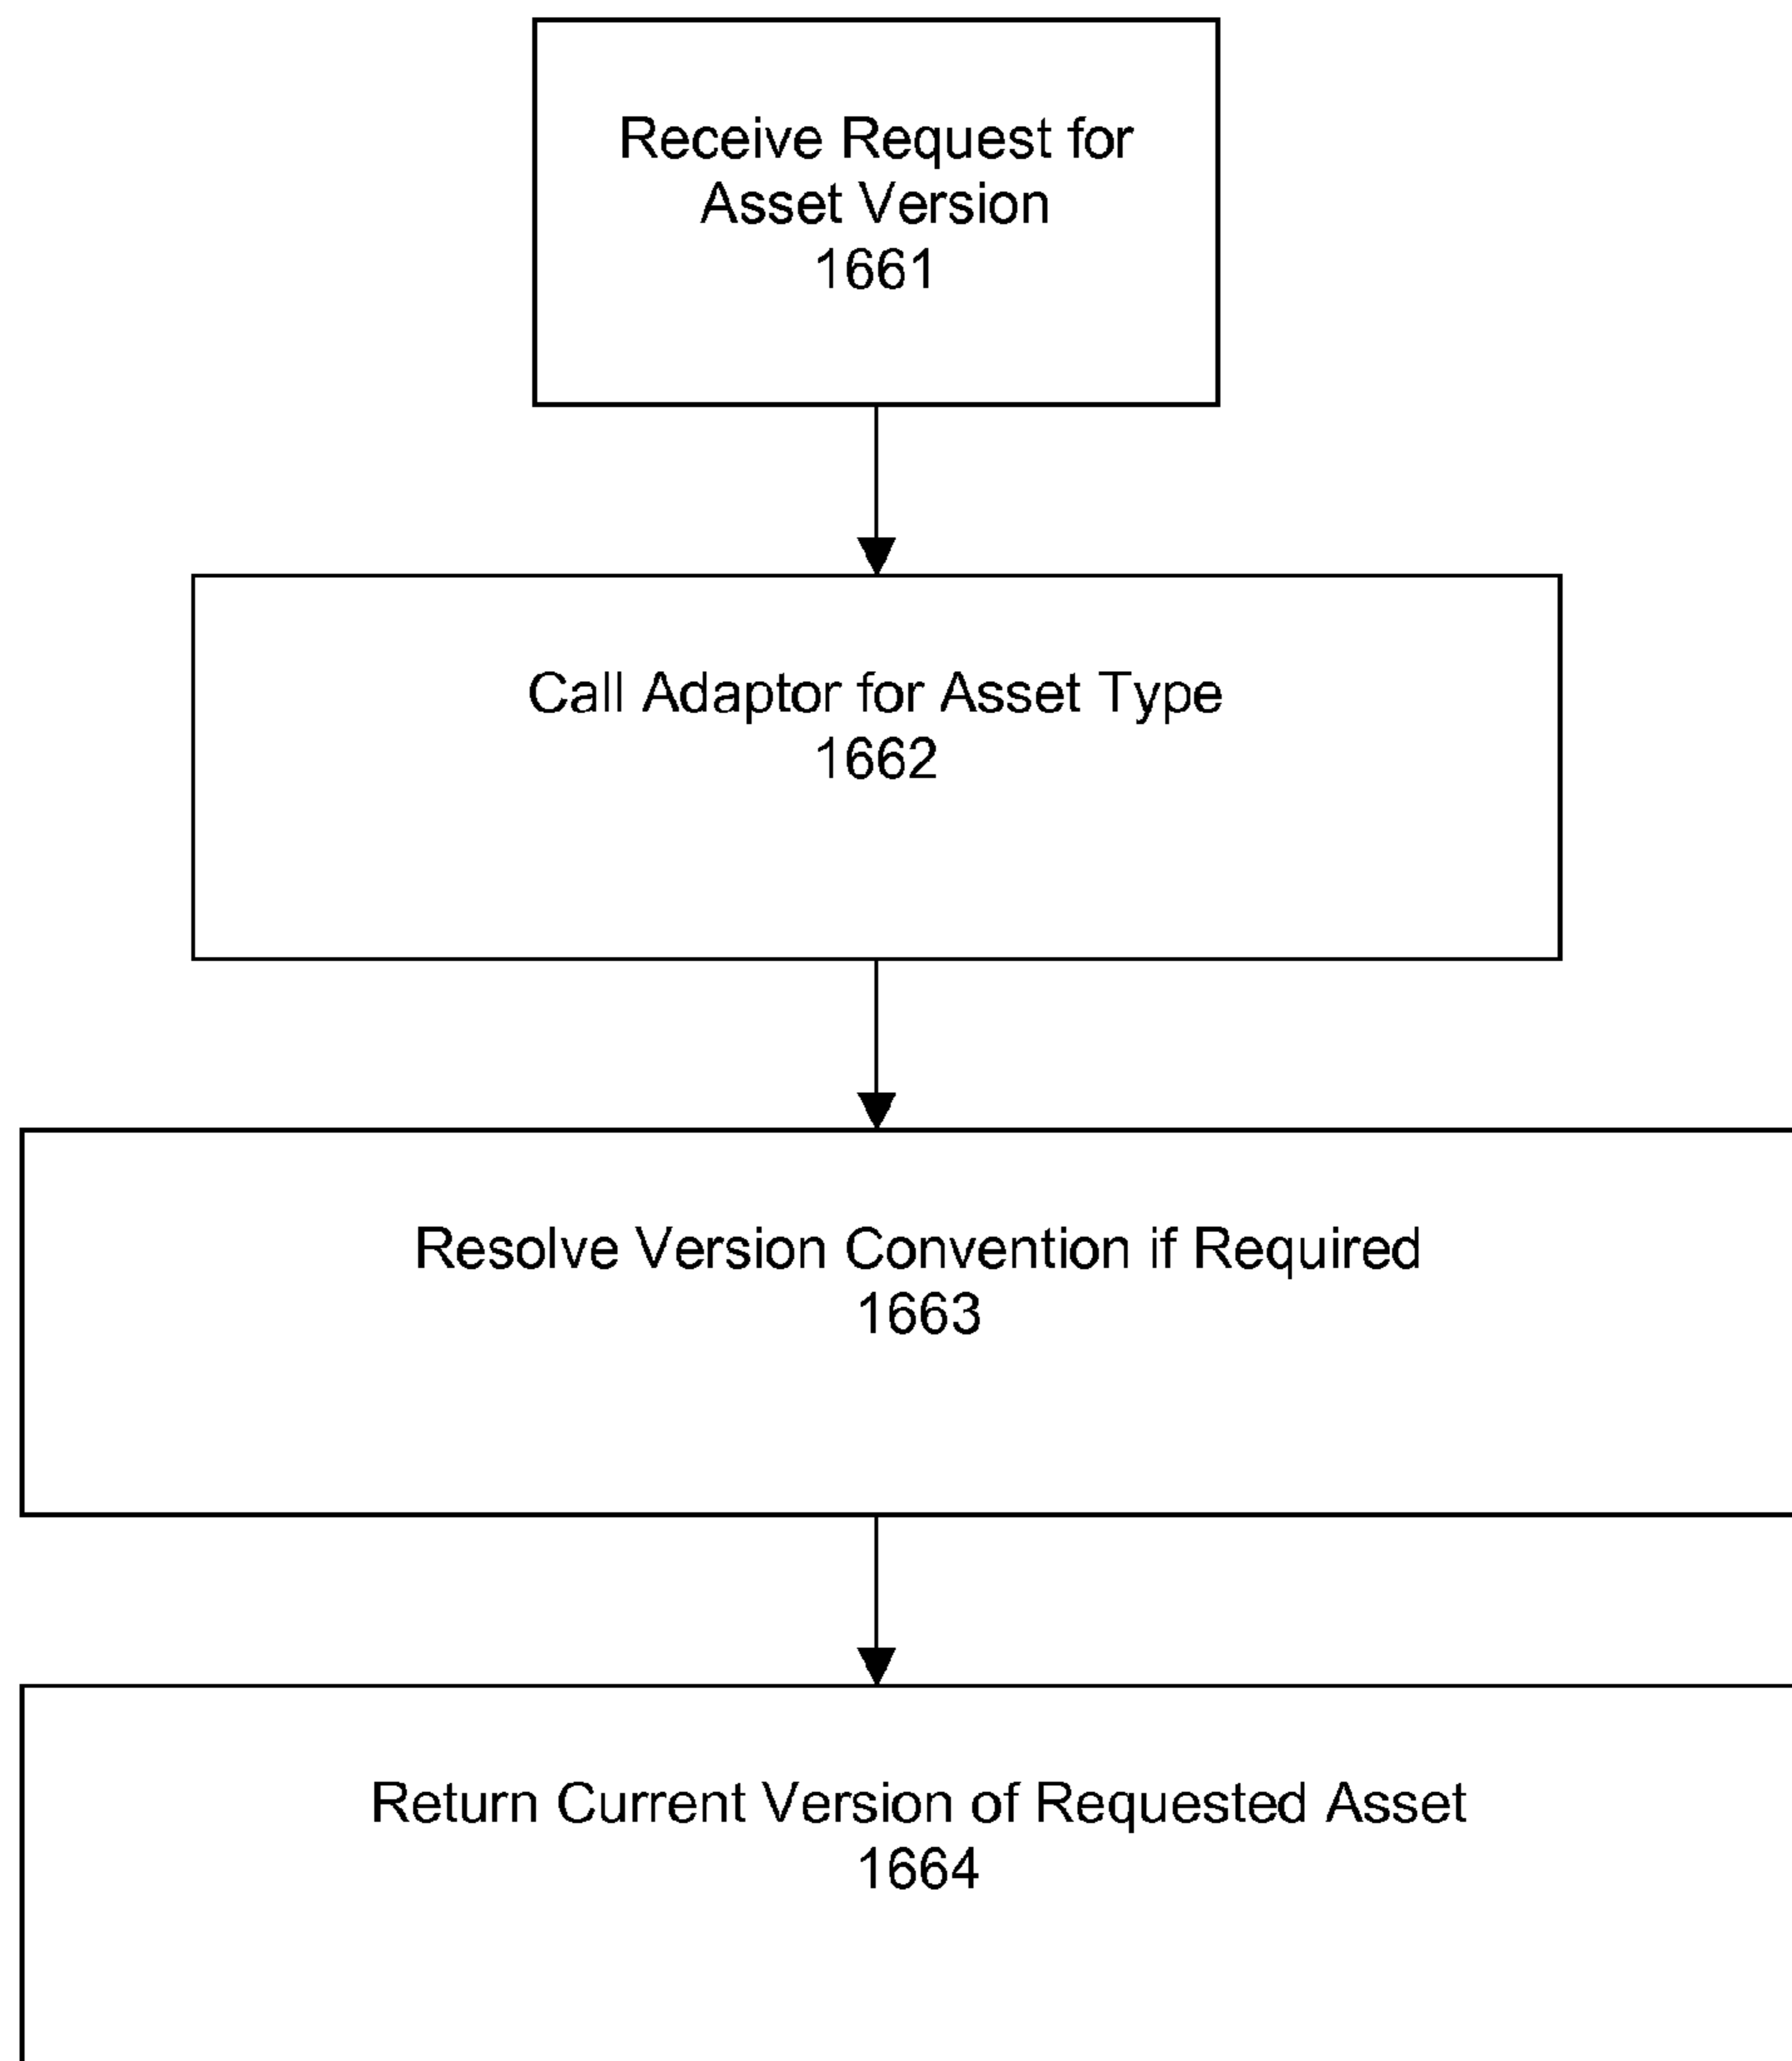 Receive Request for
Asset Version
1661
Call Adaptor for Asset Type
1662
Resolve Version Convention if Required
1663
Return Current Version of Requested Asset
1664